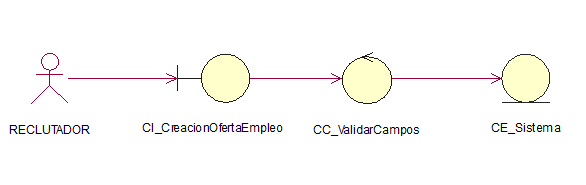 RECLUTADOR
CI_CreacionOfertaEmpleo
CC_ValidarCampos
CE_Sistema